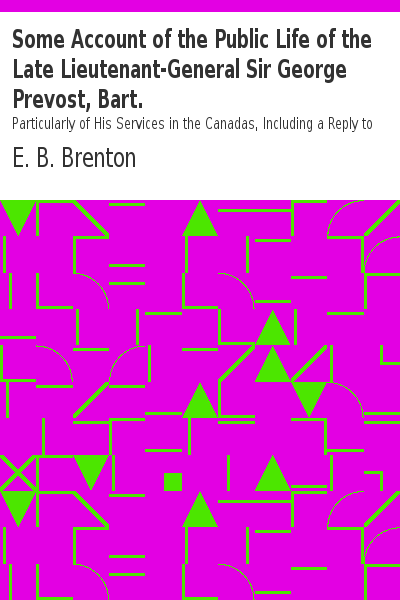 Some Account of the Public Life of the
Late Lieutenant-General Sir George
Prevost, Bart.
Particularly of His Services in the Canadas, Including a Reply to
E. B. Brenton